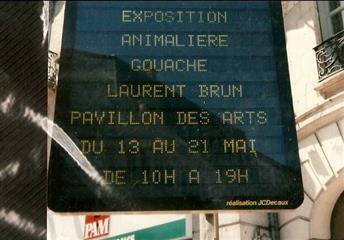 EXPOSITION
ANIMALIERE
GOUACHE
LAURENT BRUN
PAVILLON DES ARTS
DU 13 AU 21 MAI
DE 10H A 19H
réalisation JCDecaux
PAM